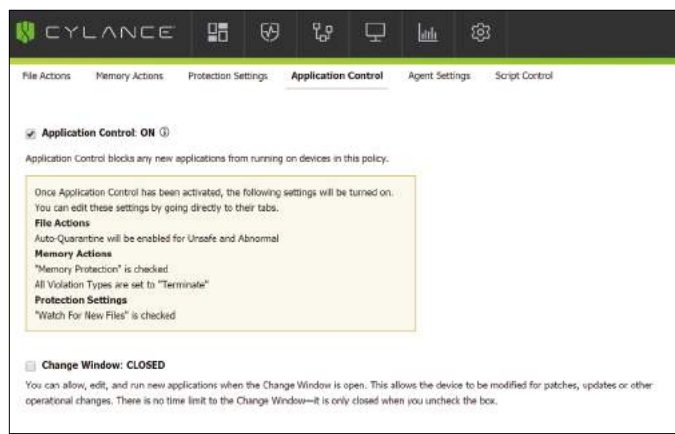 CYLANCE
File Actions Memory Actions Protection Settings Application Control Agent Settings Script Control
Application Control: ON
Application Control blocks any new applications from running on devices in this policy.
Once Application Control has been activated, the following settings will be turned on.
You can edit these settings by going directly to their tabs.
File Actions
Auto-Quarantine will be enabled for Unsafe and Abnormal
Memory Actions
"Memory Protection" is checked
All Violation Types are set to "Terminate"
Protection Settings
"Watch For New Files" is checked
Change Window: CLOSED
You can allow, edit, and run new applications when the Change Window is open. This allows the device to be modified for patches, updates or other
operational changes. There is no time limit to the Change Window—it is only closed when you uncheck the box.